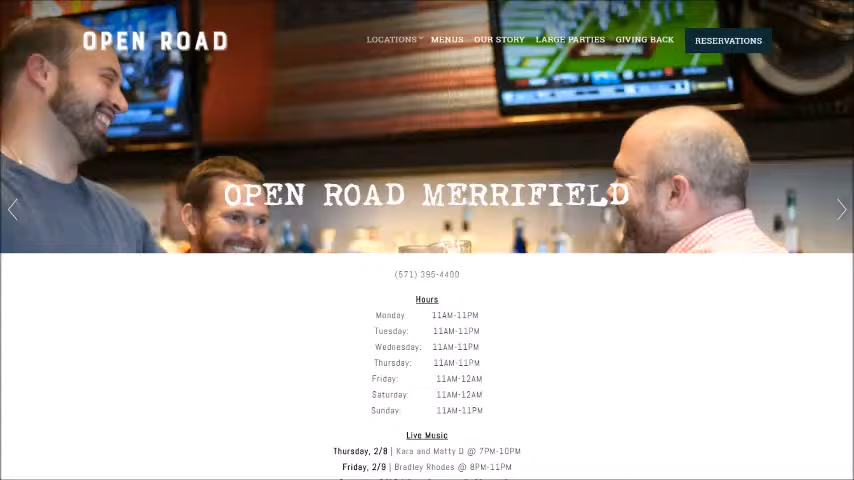 OPEN ROAD
LOCATIONS MENUS OUR STORY LARGE PARTIES GIVING BACK RESERVATIONS
OPEN ROAD MERRIFIELD
(571) 395-4400
Hours
Monday: 11AM-11PM
Tuesday: 11AM-11PM
Wednesday: 11AM-11PM
Thursday: 11AM-11PM
Friday: 11AM-12AM
Saturday: 11AM-12AM
Sunday: 11AM-11PM
Live Music
Thursday, 2/8 | Kara and Matty D @ 7PM-10PM
Friday, 2/9 | Bradley Rhodes @ 8PM-11PM